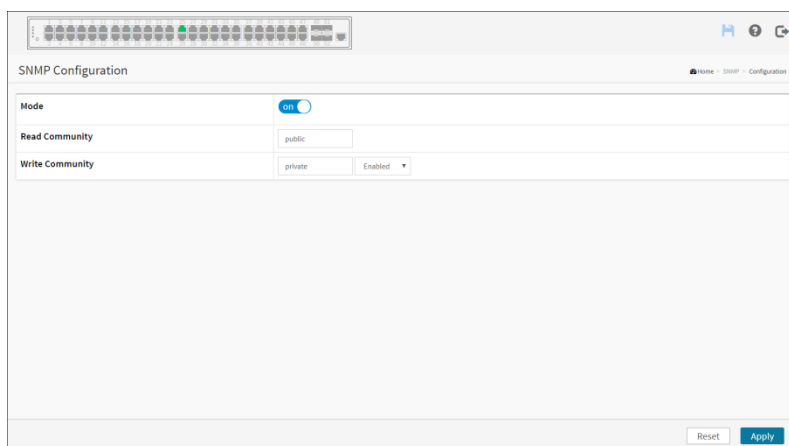 SNMP Configuration
Home > SNMP > Configuration
Mode
on
Read Community
public
Write Community
private
Enabled
Reset
Apply